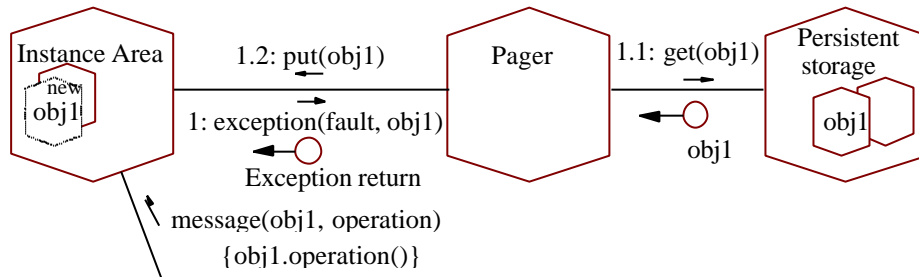 Instance Area
new
obj1
1.2: put(obj1)
1: exception(fault, obj1)
Exception return
message(obj1, operation)
{obj1.operation()}
Pager
1.1: get(obj1)
obj1
Persistent
storage
obj1